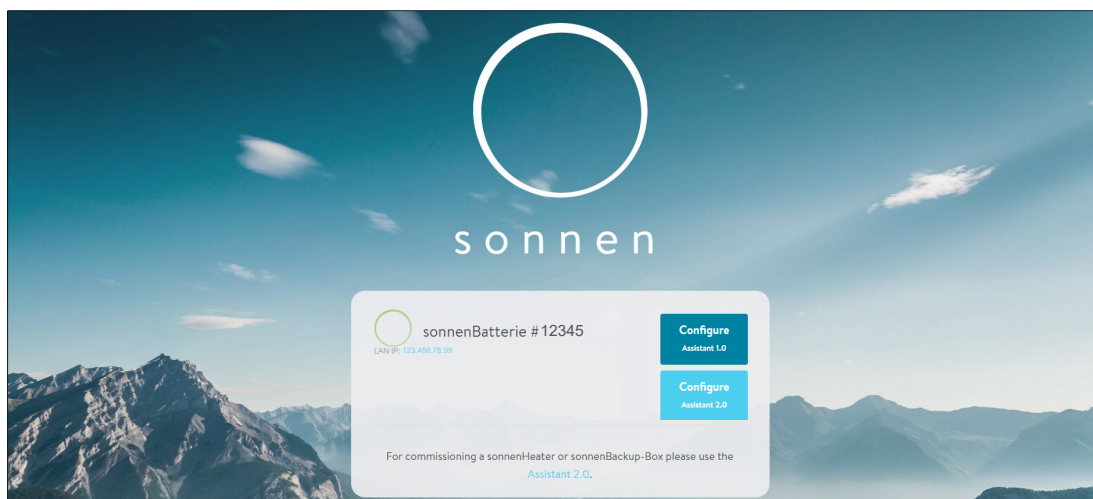 sonnen
sonnenBatterie #12345
LAN IP: 123.456.78.99
Configure
Assistant 1.0
Configure
Assistant 2.0
For commissioning a sonnenHeater or sonnenBackup-Box please use the
Assistant 2.0.